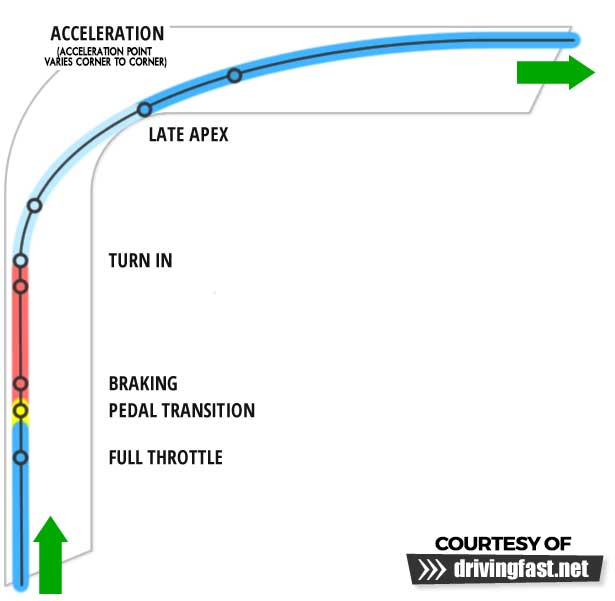 ACCELERATION
(ACCELERATION POINT
VARIES CORNER TO CORNER)
LATE APEX
TURN IN
BRAKING
PEDAL TRANSITION
FULL THROTTLE
COURTESY OF
drivingfast.net